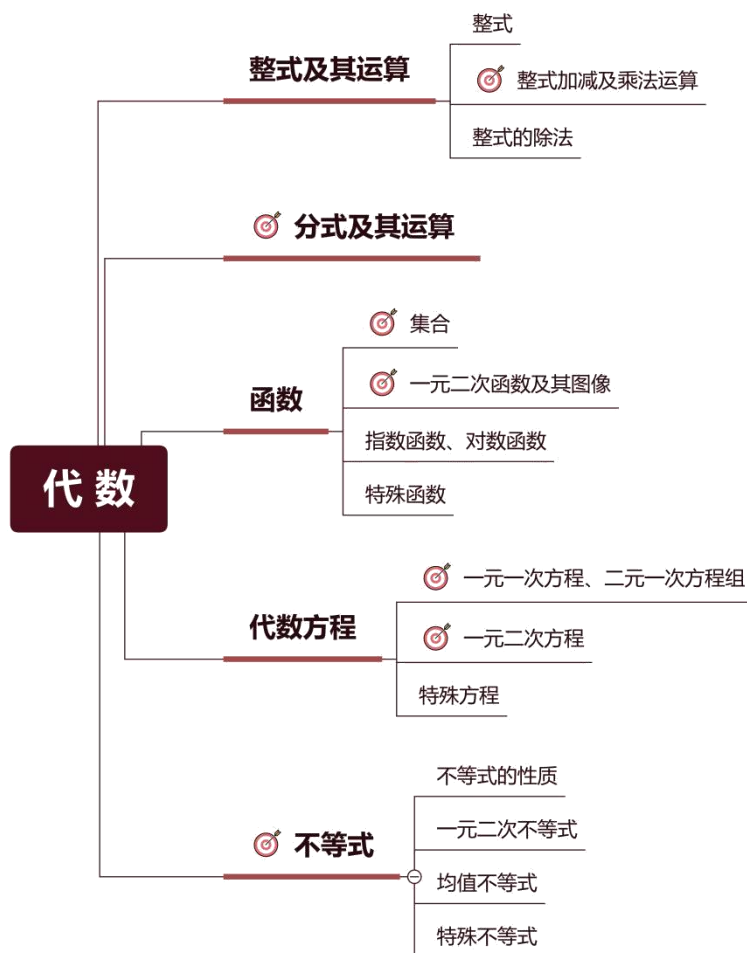 整式
整式及其运算
整式加减及乘法运算
整式的除法
分式及其运算
集合
一元二次函数及其图像
函数
指数函数、对数函数
特殊函数
代数
一元一次方程、二元一次方程组
代数方程
一元二次方程
特殊方程
不等式的性质
一元二次不等式
不等式
均值不等式
特殊不等式